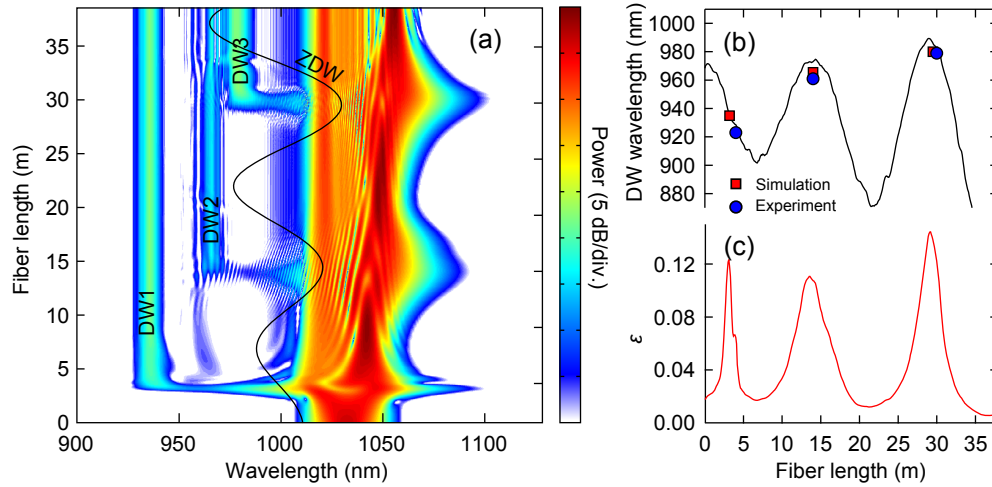 (a)
DW1
DW2
DW3
ZDW
Fiber length (m)
0
5
10
15
20
25
30
35
900
950
1000
1050
1100
Wavelength (nm)
Power (5 dB/div.)
(b)
DW wavelength (nm)
980
960
940
920
900
880
Simulation
Experiment
(c)
ε
0.12
0.08
0.04
0.00
0
5
10
15
20
25
30
35
Fiber length (m)